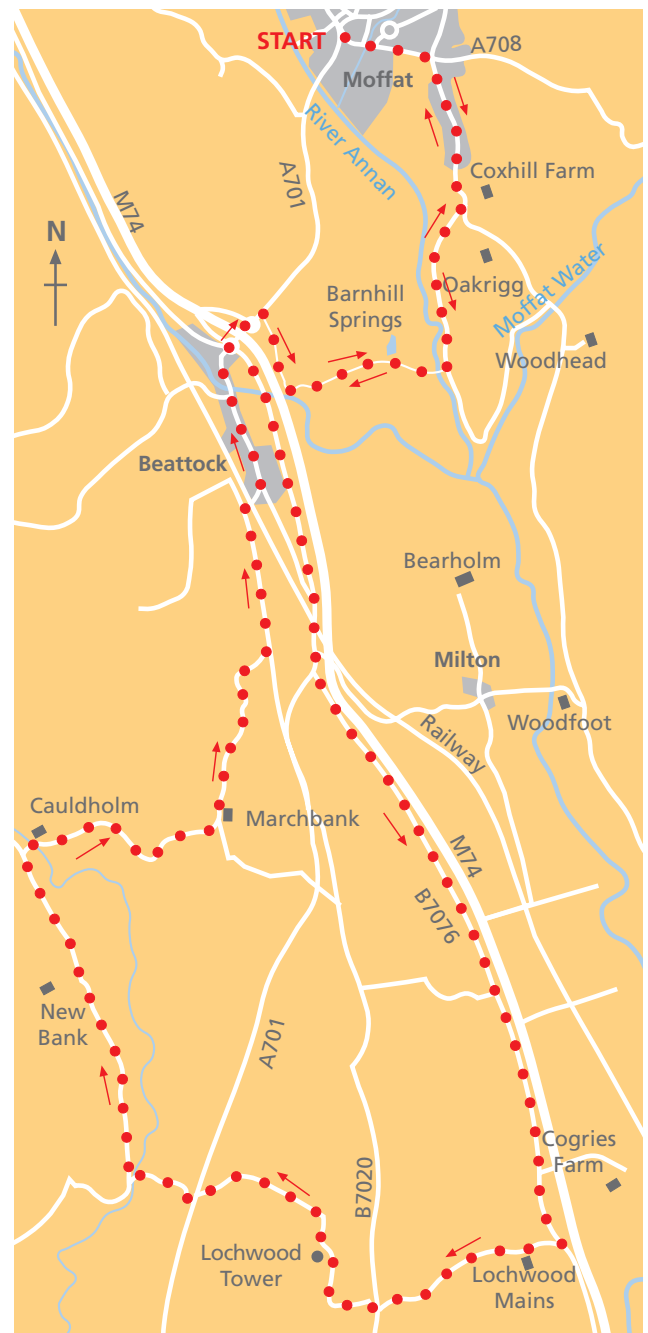 START
A708
Moffat
River Annan
A701
Coxhill Farm
M74
N
Moffat Water
Oakrigg
Barnhill
Springs
Woodhead
Beattock
Bearholm
Milton
Woodfoot
Railway
Cauldholm
Marchbank
M74
B7076
New
Bank
A701
Cogries
Farm
B7020
Lochwood
Tower
Lochwood
Mains